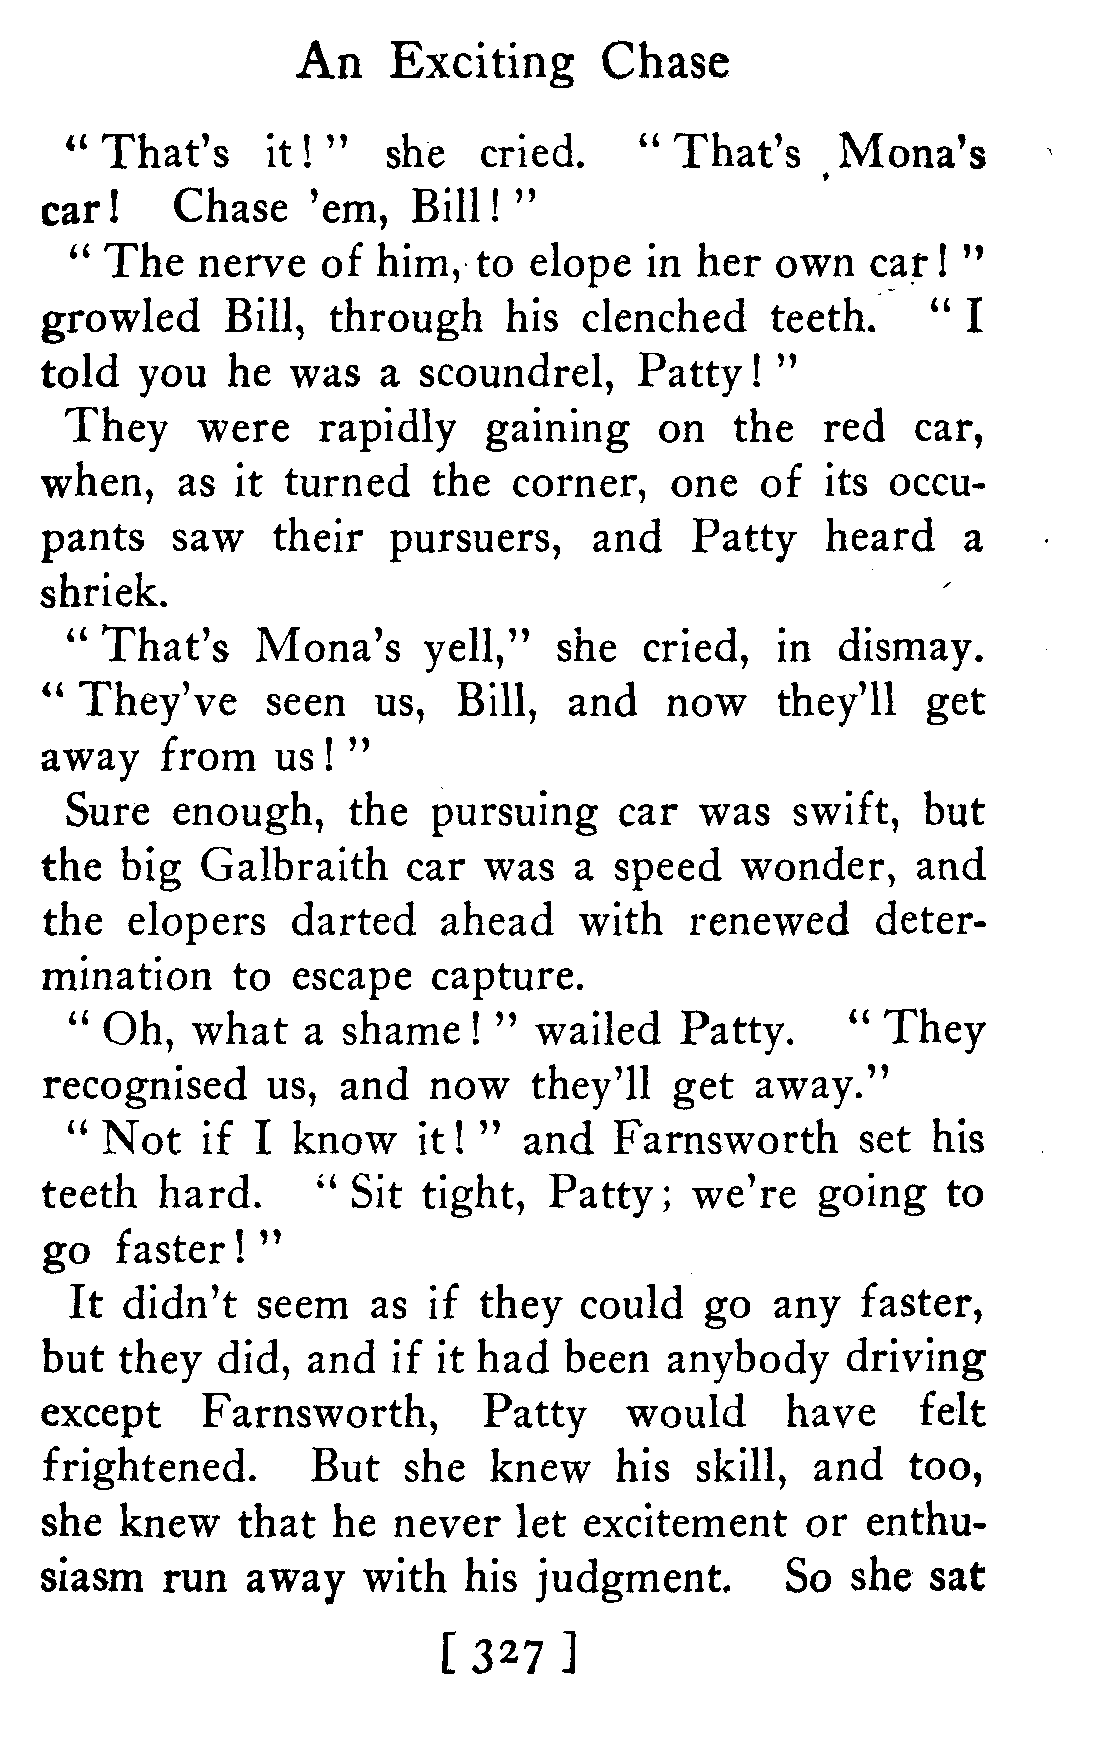 An Exciting Chase
“ That’s it! ” she cried. “ That’s Mona’s
car! Chase ’em, Bill! ”
“ The nerve of him, to elope in her own car! ”
growled Bill, through his clenched teeth. “ I
told you he was a scoundrel, Patty! ”
They were rapidly gaining on the red car,
when, as it turned the corner, one of its occu-
pants saw their pursuers, and Patty heard a
shriek.
“ That’s Mona’s yell,” she cried, in dismay.
“ They’ve seen us, Bill, and now they’ll get
away from us! ”
Sure enough, the pursuing car was swift, but
the big Galbraith car was a speed wonder, and
the elopers darted ahead with renewed deter-
mination to escape capture.
“ Oh, what a shame! ” wailed Patty. “ They
recognised us, and now they’ll get away.”
“ Not if I know it! ” and Farnsworth set his
teeth hard. “ Sit tight, Patty; we’re going to
go faster! ”
It didn’t seem as if they could go any faster,
but they did, and if it had been anybody driving
except Farnsworth, Patty would have felt
frightened. But she knew his skill, and too,
she knew that he never let excitement or enthu-
siasm run away with his judgment. So she sat
[ 327 ]